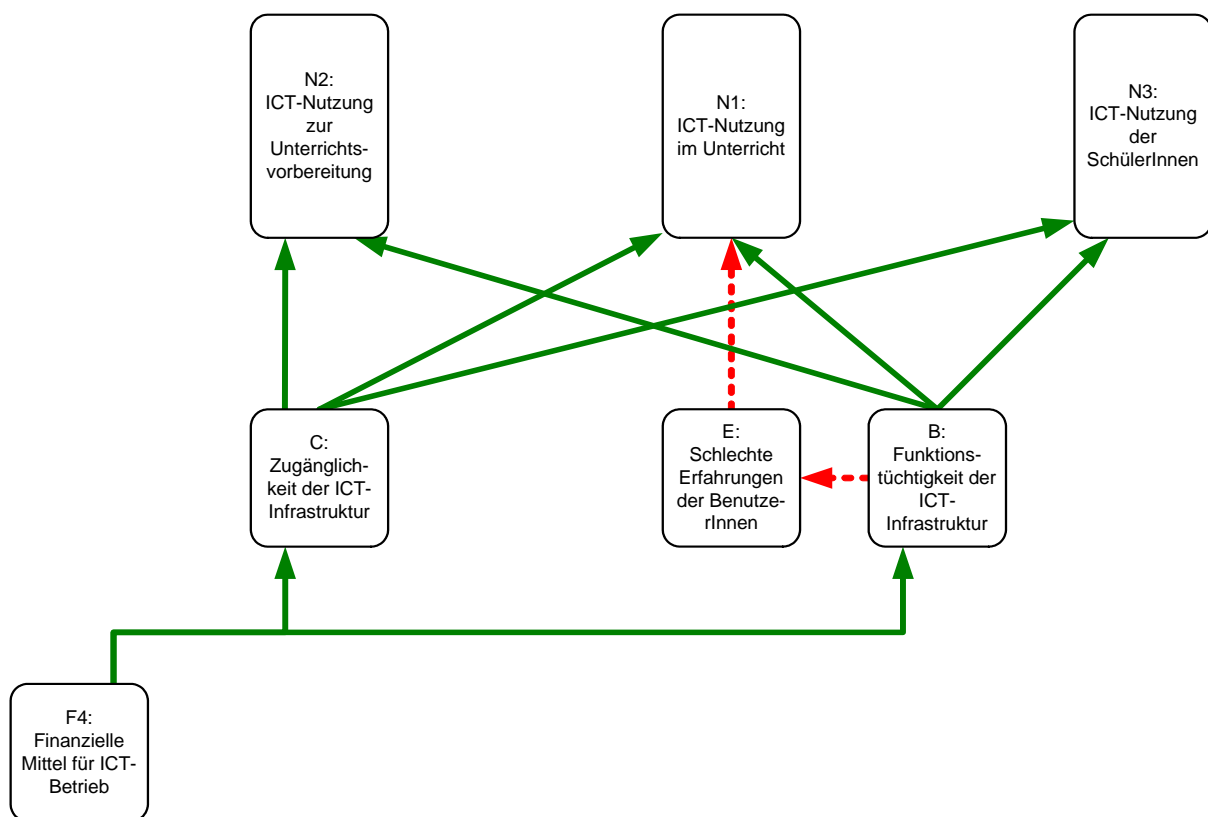 N2:
ICT-Nutzung
zur
Unterrichts-
vorbereitung
N1:
ICT-Nutzung
im Unterricht
N3:
ICT-Nutzung
der
SchülerInnen
C:
Zugänglich-
keit der ICT-
Infrastruktur
E:
Schlechte
Erfahrungen
der Benutze-
rInnen
B:
Funktions-
tüchtigkeit der
ICT-
Infrastruktur
F4:
Finanzielle
Mittel für ICT-
Betrieb